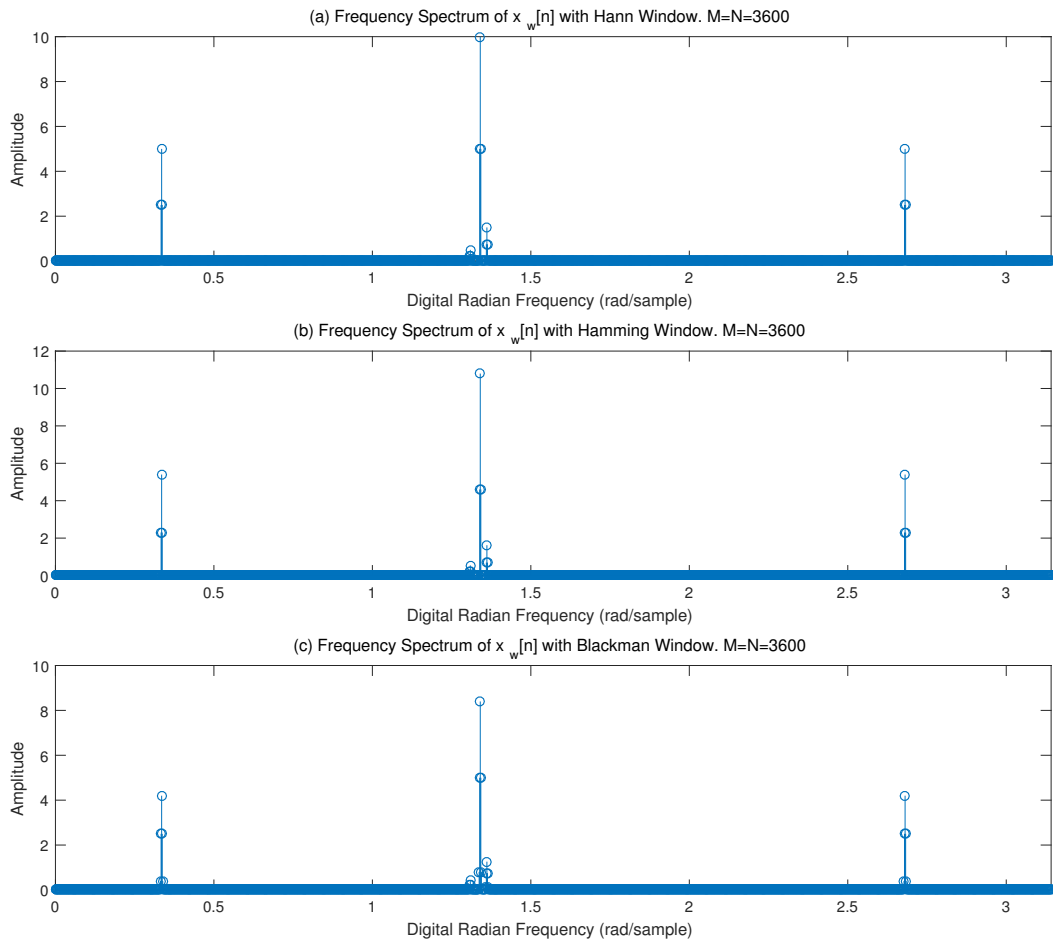 (a) Frequency Spectrum of x w[n] with Hann Window. M=N=3600
10
8
6
4
2
0
Amplitude
0 0.5 1 1.5 2 2.5 3
Digital Radian Frequency (rad/sample)
(b) Frequency Spectrum of x w[n] with Hamming Window. M=N=3600
12
10
8
6
4
2
0
Amplitude
0 0.5 1 1.5 2 2.5 3
Digital Radian Frequency (rad/sample)
(c) Frequency Spectrum of x w[n] with Blackman Window. M=N=3600
10
8
6
4
2
0
Amplitude
0 0.5 1 1.5 2 2.5 3
Digital Radian Frequency (rad/sample)